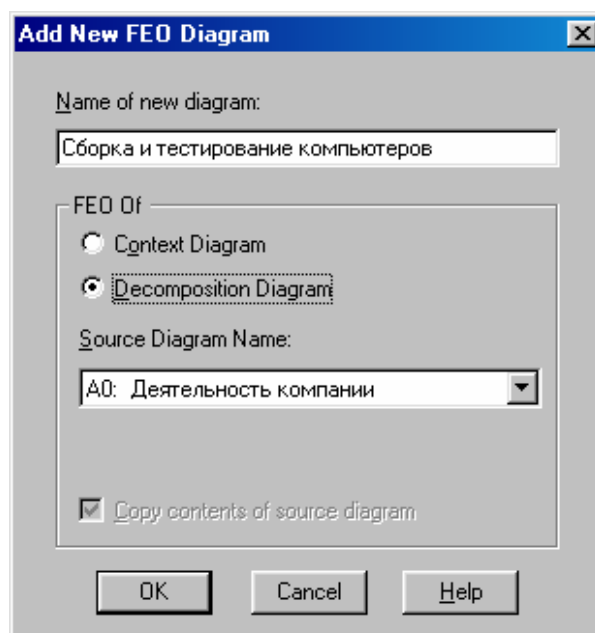 Add New FEO Diagram
Name of new diagram:
Сборка и тестирование компьютеров
FEO Of
Context Diagram
Decomposition Diagram
Source Diagram Name:
A0: Деятельность компании
Copy contents of source diagram
OK Cancel Help